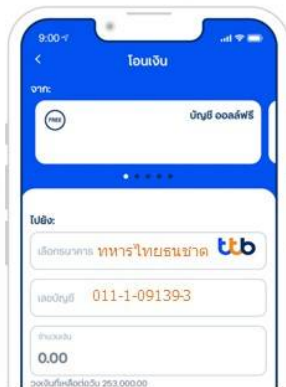 9:00
โอนเงิน
จาก:
FREE บัญชี ออลล์ฟรี
ไปยัง:
เลือกธนาคาร ทหารไทยธนชาต ttb
เลขบัญชี 011-1-09139-3
จำนวนเงิน
0.00
วงเงินที่เหลือต่อวัน 253,000.00